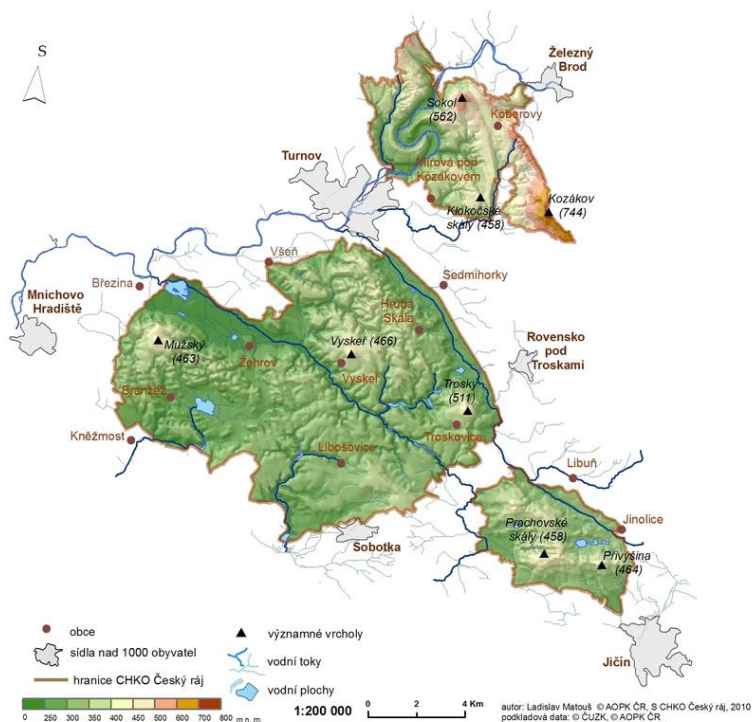 S
Železný
Brod
Sokol
(562)
Koberovy
Turnov
Mírová pod
Kozákovem
Kozákov
(744)
Klokočské
skály (458)
Všeň
Sedmihorky
Březina
Mnichovo
Hradiště
Hrubá
Skála
Rovensko
pod
Troskami
Mužský
(463)
Vyskeř (466)
Žehrov
Vyskeř
Trosky
(511)
Branžež
Troskovice
Kněžmost
Libošovice
Libuň
Jinolice
Prachovské
skály (458)
Sobotka
Přivýšina
(464)
Jičín
obce
významné vrcholy
sídla nad 1000 obyvatel
vodní toky
hranice CHKO Český ráj
vodní plochy
0 250 300 350 400 450 500 600 700 800 m n. m.
1:200 000
0 2 4 Km
autor: Ladislav Matouš © AOPK ČR, S CHKO Český ráj, 2010
podkladová data: © ČÚZK, © AOPK ČR